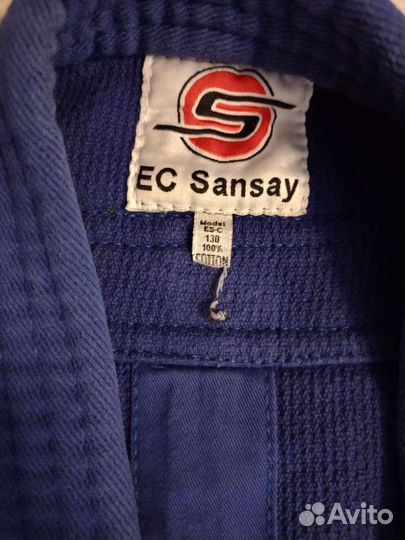 EC Sansay
Model
ES-C
130
100%
COTTON
Avito